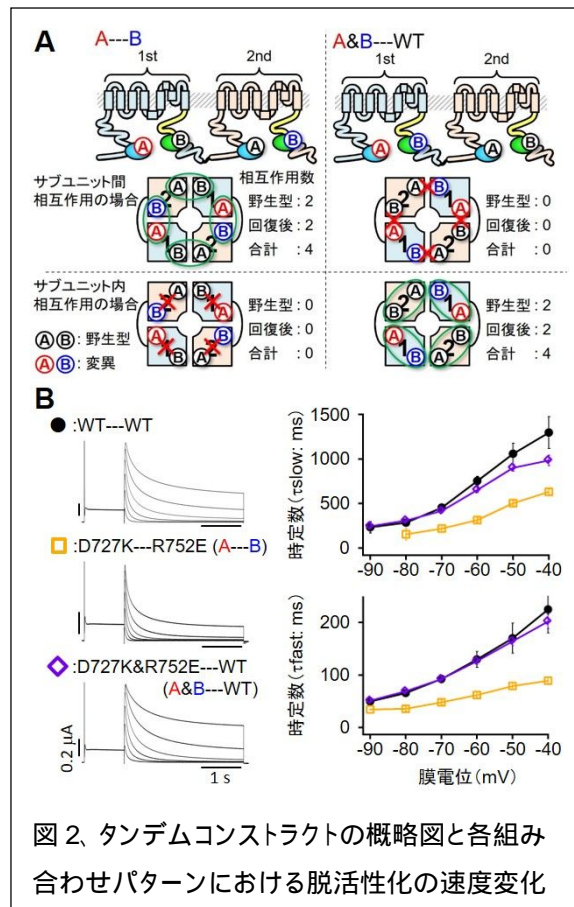 A
A---B
A&B---WT
1st 2nd
1st 2nd
A B A B
A B A B
サブユニット間
相互作用の場合
相互作用数
野生型: 2
回復後: 2
合計 : 4
野生型: 0
回復後: 0
合計 : 0
サブユニット内
相互作用の場合
野生型: 0
回復後: 0
合計 : 0
野生型: 2
回復後: 2
合計 : 4
AB: 野生型
AB: 変異
B
:WT---WT
:D727K---R752E (A---B)
:D727K&R752E---WT
(A&B---WT)
0.2 µA
1 s
時定数(τslow: ms)
1500
1000
500
0
-90 -80 -70 -60 -50 -40
時定数(τfast: ms)
200
100
0
-90 -80 -70 -60 -50 -40
膜電位(mV)
図 2、タンデムコンストラクトの概略図と各組み
合わせパターンにおける脱活性化の速度変化